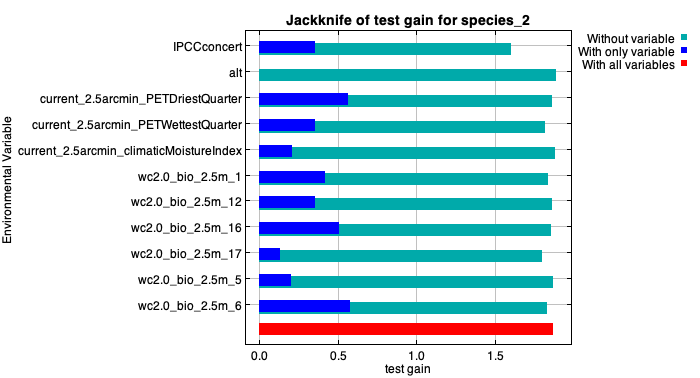 Jackknife of test gain for species_2
Without variable
With only variable
With all variables
Environmental Variable
IPCCconcert
alt
current_2.5arcmin_PETDriestQuarter
current_2.5arcmin_PETWettestQuarter
current_2.5arcmin_climaticMoistureIndex
wc2.0_bio_2.5m_1
wc2.0_bio_2.5m_12
wc2.0_bio_2.5m_16
wc2.0_bio_2.5m_17
wc2.0_bio_2.5m_5
wc2.0_bio_2.5m_6
0.0 0.5 1.0 1.5
test gain